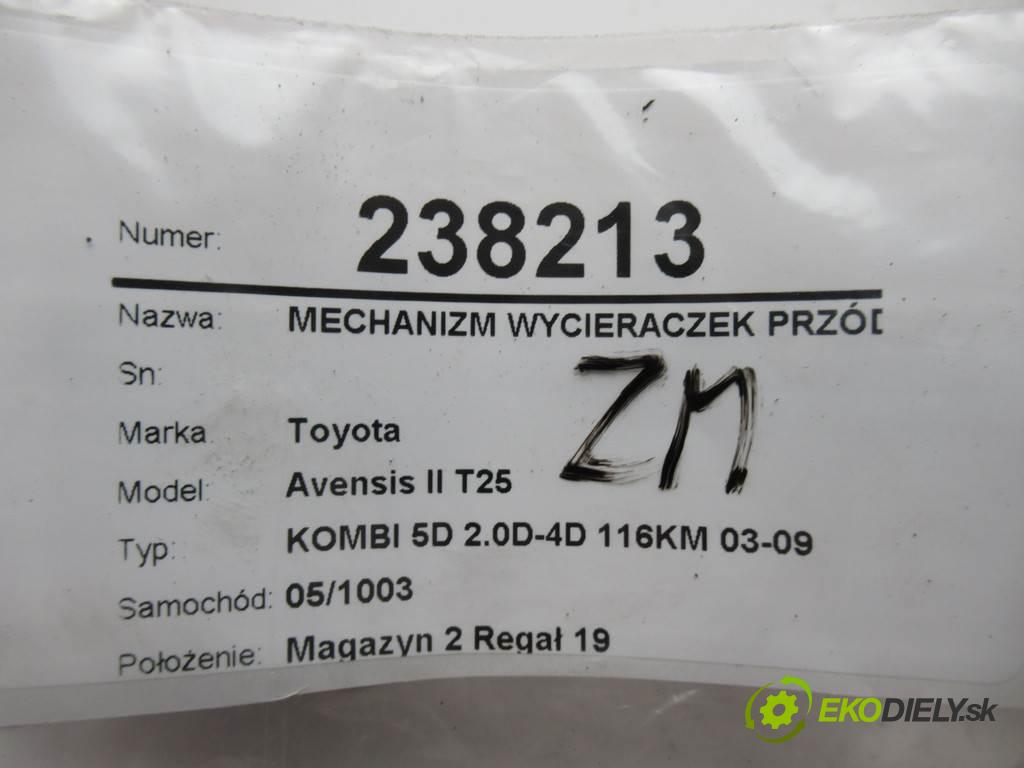 Numer: 238213
Nazwa: MECHANIZM WYCIERACZEK PRZÓD
Sn:
ZM
Marka Toyota
Model: Avensis II T25
Typ: KOMBI 5D 2.0D-4D 116KM 03-09
Samochód: 05/1003
Położenie: Magazyn 2 Regał 19
EKODIELY.sk